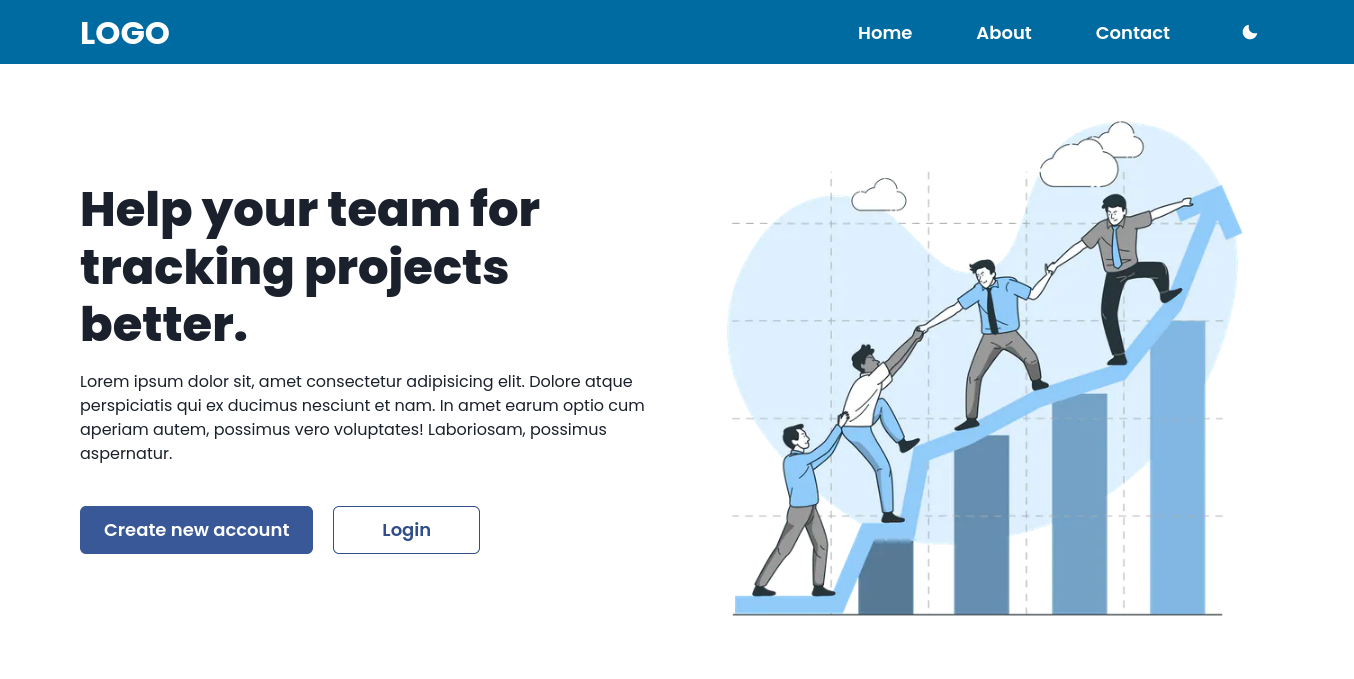 LOGO
Home
About
Contact
Help your team for
tracking projects
better.
Lorem ipsum dolor sit, amet consectetur adipisicing elit. Dolore atque
perspiciatis qui ex ducimus nesciunt et nam. In amet earum optio cum
aperiam autem, possimus vero voluptates! Laboriosam, possimus
aspernatur.
Create new account
Login